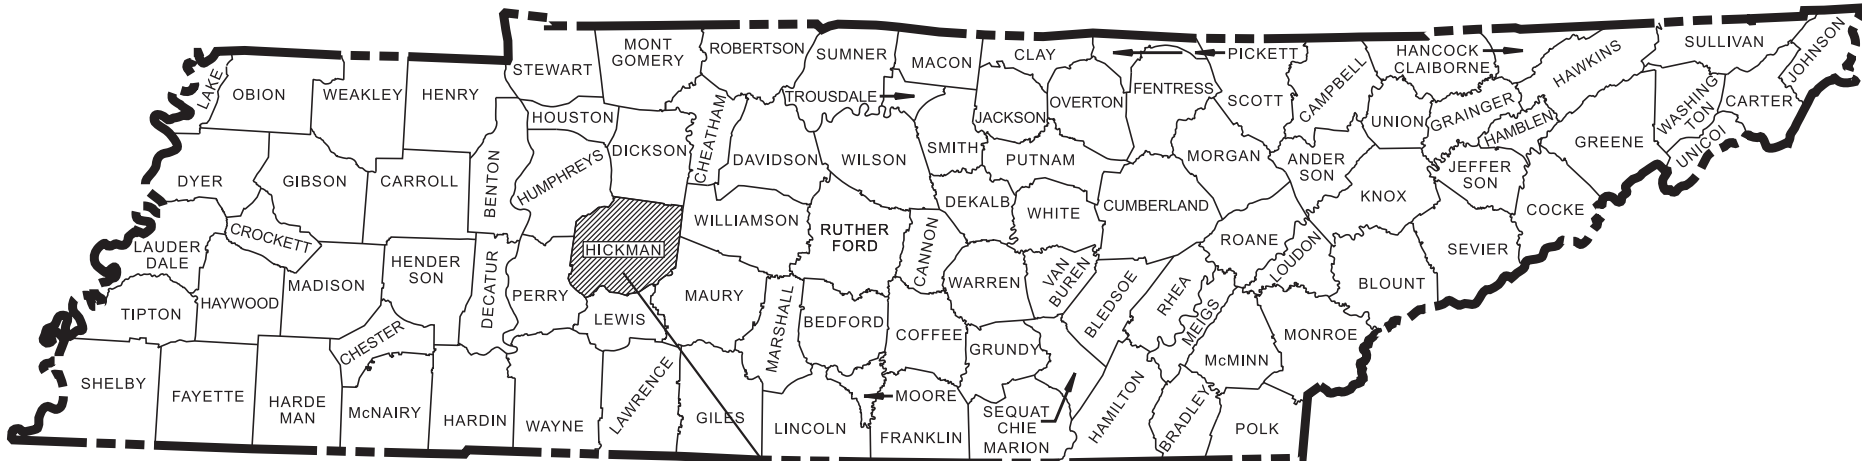 LAKE
OBION
WEAKLEY
HENRY
STEWART
MONT
GOMERY
ROBERTSON
SUMNER
MACON
CLAY
PICKETT
HANCOCK
CLAIBORNE
HAWKINS
SULLIVAN
JOHNSON
HOUSTON
CHEATHAM
TROUSDALE
JACKSON
OVERTON
FENTRESS
SCOTT
CAMPBELL
UNION
GRAINGER
HAMBLEN
WASHING
TON
CARTER
UNICOI
GREENE
DYER
GIBSON
CARROLL
BENTON
HUMPHREYS
DICKSON
DAVIDSON
WILSON
SMITH
PUTNAM
MORGAN
ANDER
SON
KNOX
JEFFER
SON
COCKE
LAUDER
DALE
CROCKETT
HENDER
SON
DECATUR
HICKMAN
WILLIAMSON
RUTHER
FORD
CANNON
DEKALB
WHITE
CUMBERLAND
ROANE
LOUDON
BLOUNT
SEVIER
TIPTON
HAYWOOD
MADISON
PERRY
LEWIS
MAURY
MARSHALL
BEDFORD
COFFEE
WARREN
VAN
BUREN
BLEDSOE
RHEA
MEIGS
MONROE
SHELBY
FAYETTE
HARDE
MAN
CHESTER
McNAIRY
HARDIN
WAYNE
LAWRENCE
GILES
LINCOLN
MOORE
FRANKLIN
GRUNDY
SEQUAT
CHIE
MARION
HAMILTON
BRADLEY
McMINN
POLK